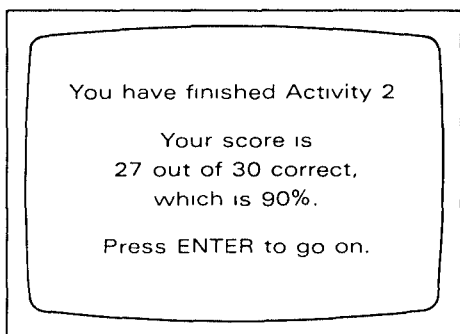 You have finished Activity 2
Your score is
27 out of 30 correct,
which is 90%.
Press ENTER to go on.